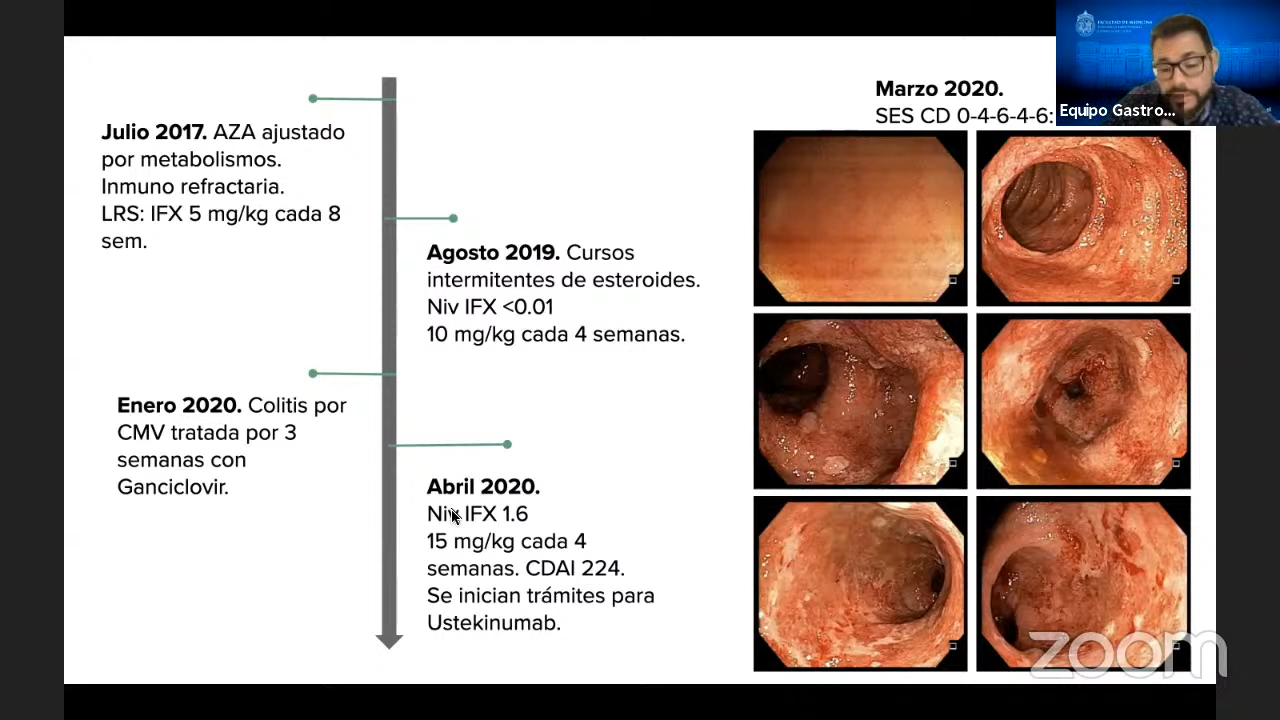 Julio 2017. AZA ajustado
por metabolismos.
Inmuno refractaria.
LRS: IFX 5 mg/kg cada 8
sem.
Agosto 2019. Cursos
intermitentes de esteroides.
Niv IFX <0.01
10 mg/kg cada 4 semanas.
Enero 2020. Colitis por
CMV tratada por 3
semanas con
Ganciclovir.
Abril 2020.
Niv IFX 1.6
15 mg/kg cada 4
semanas. CDAI 224.
Se inician trámites para
Ustekinumab.
Marzo 2020.
SES CD 0-4-6-4-6:
FACULTAD DE MEDICINA
Equipo Gastro...
zoom